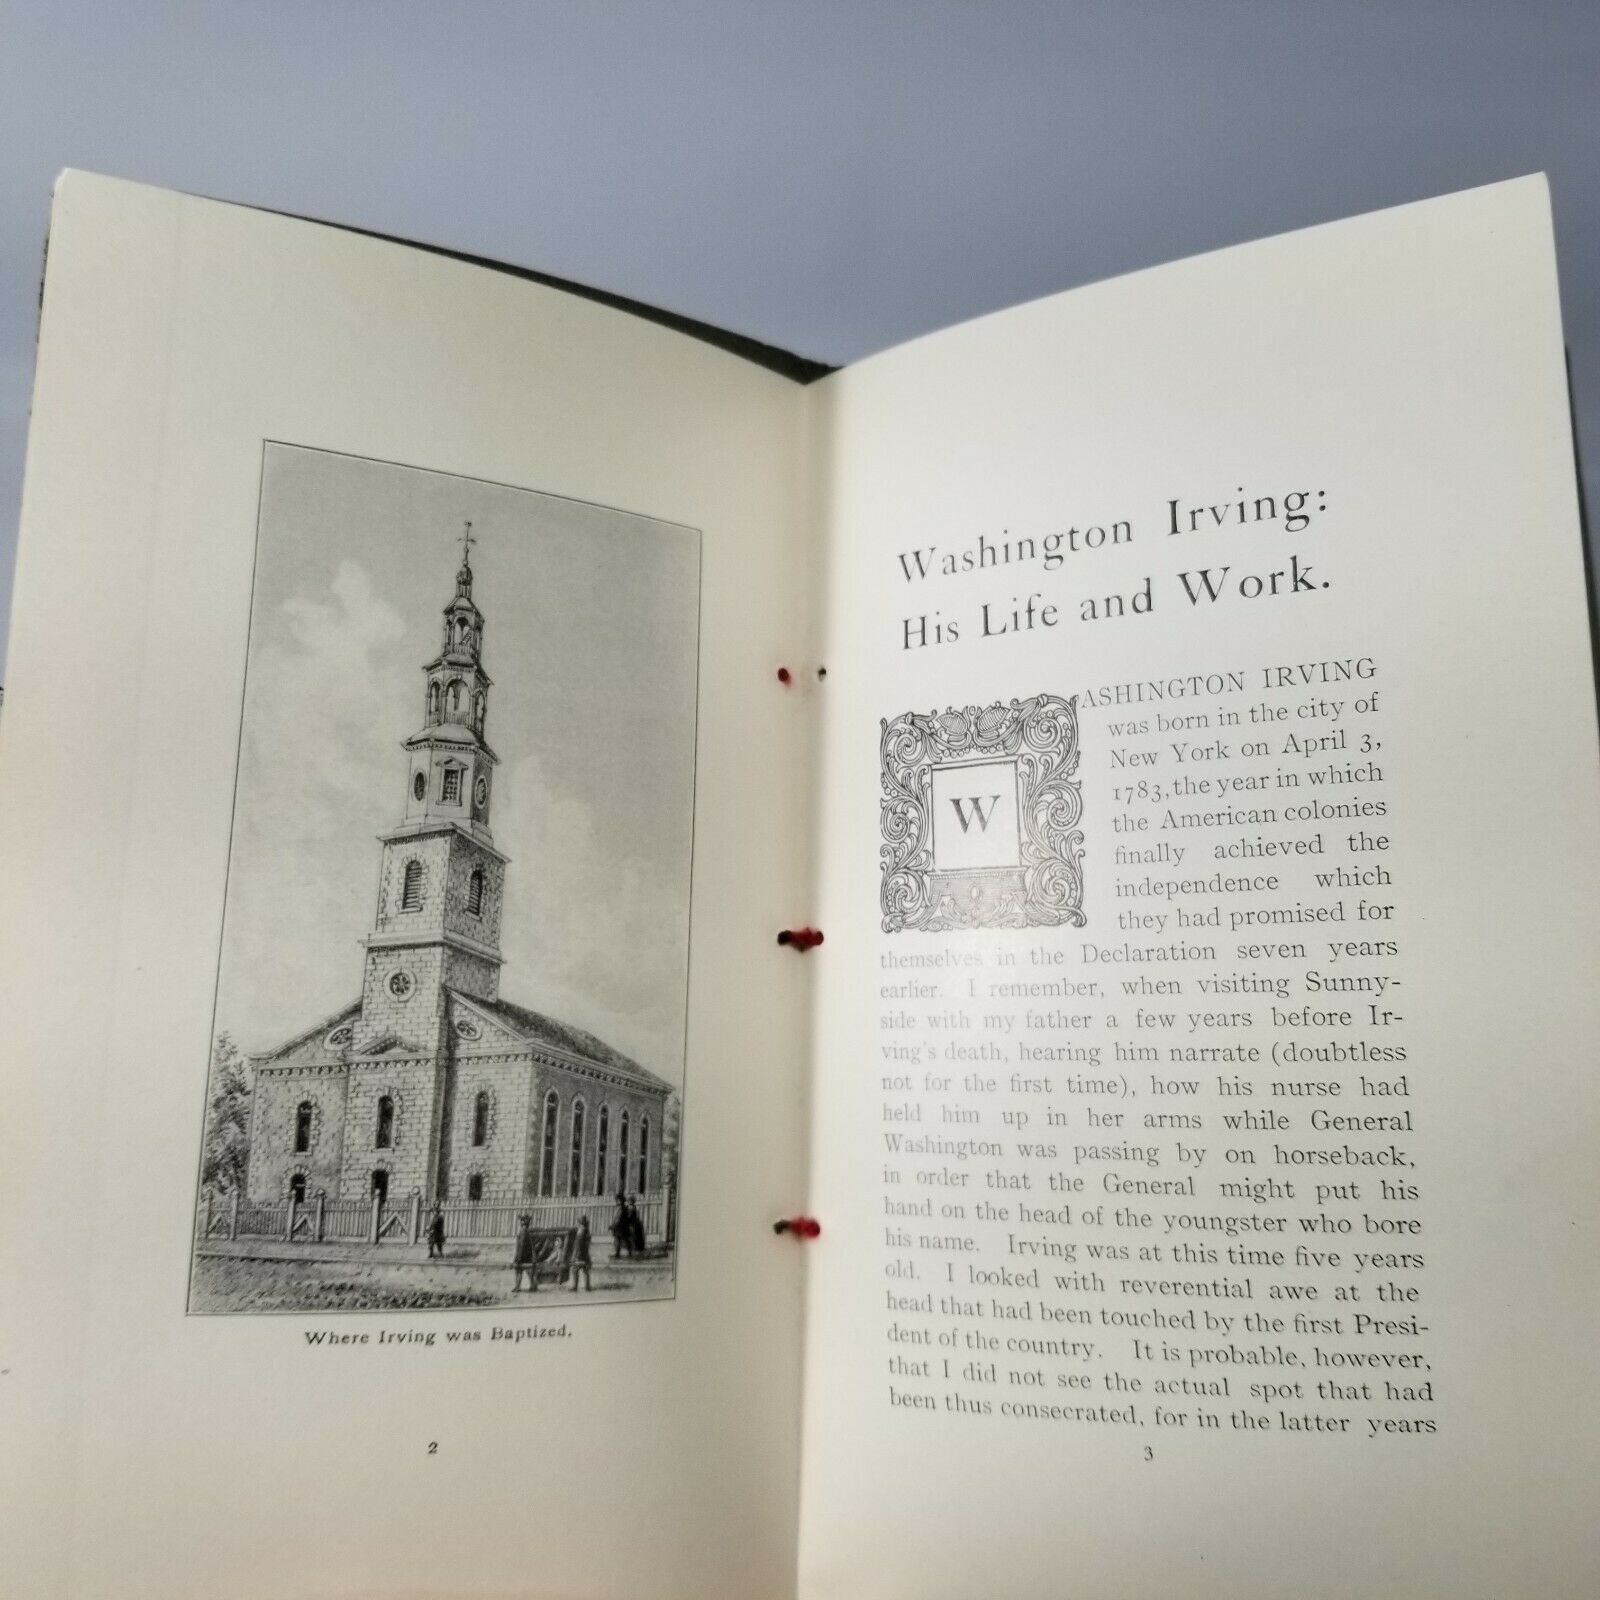 Where Irving was Baptized.
2
Washington Irving:
His Life and Work.
WASHINGTON IRVING
was born in the city of
New York on April 3,
1783, the year in which
the American colonies
finally achieved the
independence which
they had promised for
themselves in the Declaration seven years
earlier. I remember, when visiting Sunny-
side with my father a few years before Ir-
ving's death, hearing him narrate (doubtless
not for the first time), how his nurse had
held him up in her arms while General
Washington was passing by on horseback,
in order that the General might put his
hand on the head of the youngster who bore
his name. Irving was at this time five years
old. I looked with reverential awe at the
head that had been touched by the first Presi-
dent of the country. It is probable, however,
that I did not see the actual spot that had
been thus consecrated, for in the latter years
3